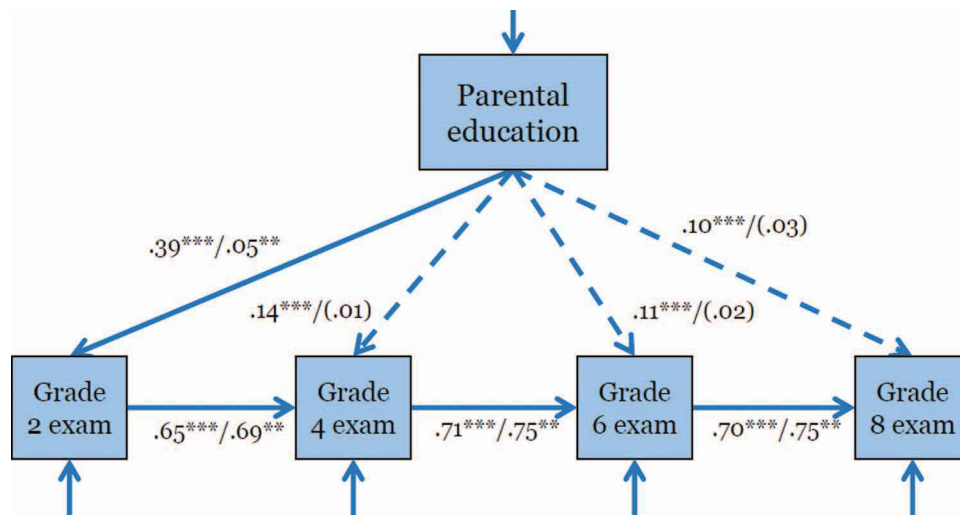 Parental
education
.39***/.05**
.14***/(.01)
.11***/(.02)
.10***/(.03)
Grade
2 exam
.65***/.69**
Grade
4 exam
.71***/.75**
Grade
6 exam
.70***/.75**
Grade
8 exam